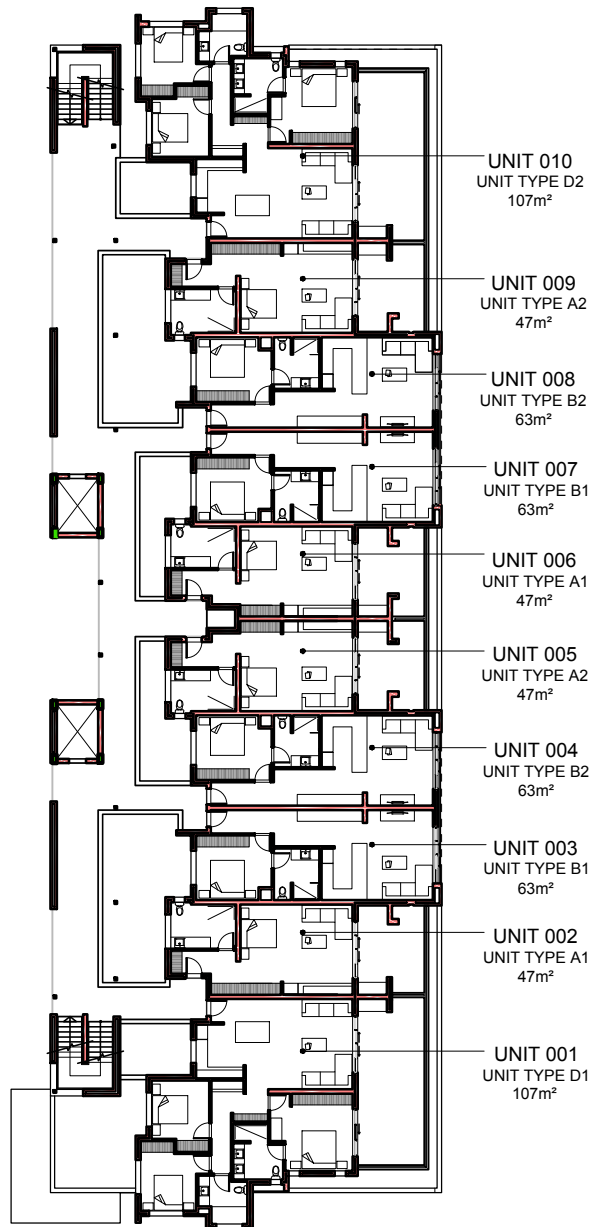 UNIT 010
UNIT TYPE D2
107m²
UNIT 009
UNIT TYPE A2
47m²
UNIT 008
UNIT TYPE B2
63m²
UNIT 007
UNIT TYPE B1
63m²
UNIT 006
UNIT TYPE A1
47m²
UNIT 005
UNIT TYPE A2
47m²
UNIT 004
UNIT TYPE B2
63m²
UNIT 003
UNIT TYPE B1
63m²
UNIT 002
UNIT TYPE A1
47m²
UNIT 001
UNIT TYPE D1
107m²